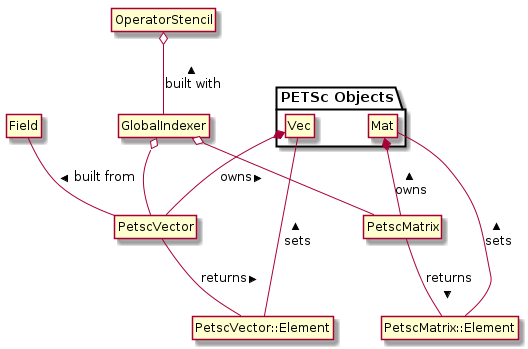 OperatorStencil
built with
PETSc Objects
Field
GlobalIndexer
Vec
Mat
built from
owns
owns
PetscVector
sets
PetscMatrix
sets
returns
returns
PetscVector::Element
PetscMatrix::Element